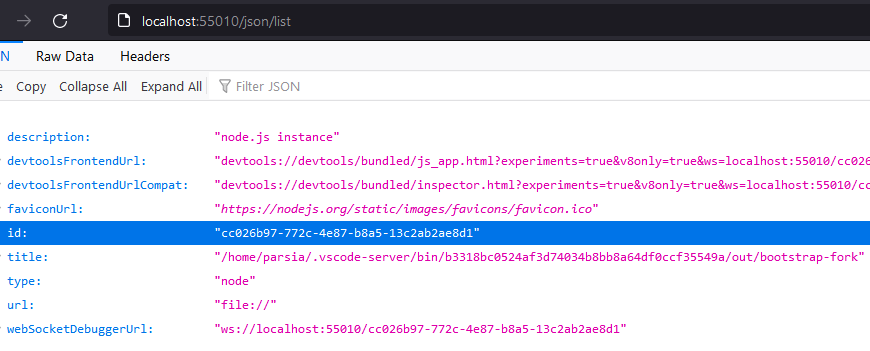 localhost:55010/json/list
N Raw Data Headers
e Copy Collapse All Expand All Filter JSON
description: "node.js instance"
devtoolsFrontendUrl: "devtools://devtools/bundled/js_app.html?experiments=true&v8only=true&ws=localhost:55010/cc026
devtoolsFrontendUrlCompat: "devtools://devtools/bundled/inspector.html?experiments=true&v8only=true&ws=localhost:55010/cc
faviconUrl: "https://nodejs.org/static/images/favicons/favicon.ico"
id: "cc026b97-772c-4e87-b8a5-13c2ab2ae8d1"
title: "/home/parsia/.vscode-server/bin/b3318bc0524af3d74034b8bb8a64df0ccf35549a/out/bootstrap-fork"
type: "node"
url: "file://"
webSocketDebuggerUrl: "ws://localhost:55010/cc026b97-772c-4e87-b8a5-13c2ab2ae8d1"